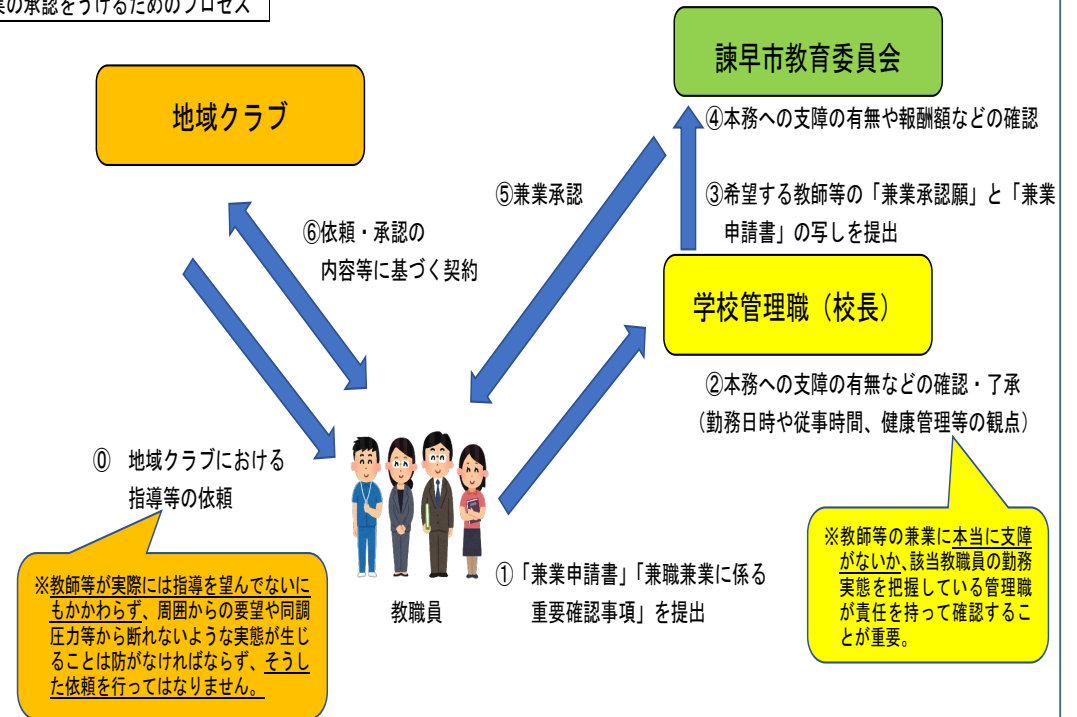 業の承認をうけるためのプロセス
諫早市教育委員会
地域クラブ
④本務への支障の有無や報酬額などの確認
⑤兼業承認
③希望する教師等の「兼業承認願」と「兼業
申請書」の写しを提出
⑥依頼・承認の
内容等に基づく契約
学校管理職（校長）
②本務への支障の有無などの確認・了承
（勤務日時や従事時間、健康管理等の観点）
⓪　地域クラブにおける
指導等の依頼
※教師等が実際には指導を望んでないに
もかかわらず、周囲からの要望や同調
圧力等から断れないような実態が生じ
ることは防がなければならず、そうし
た依頼を行ってはなりません。
教職員
①「兼業申請書」「兼職兼業に係る
重要確認事項」を提出
※教師等の兼業に本当に支障
がないか、該当教職員の勤務
実態を把握している管理職
が責任を持って確認するこ
とが重要。